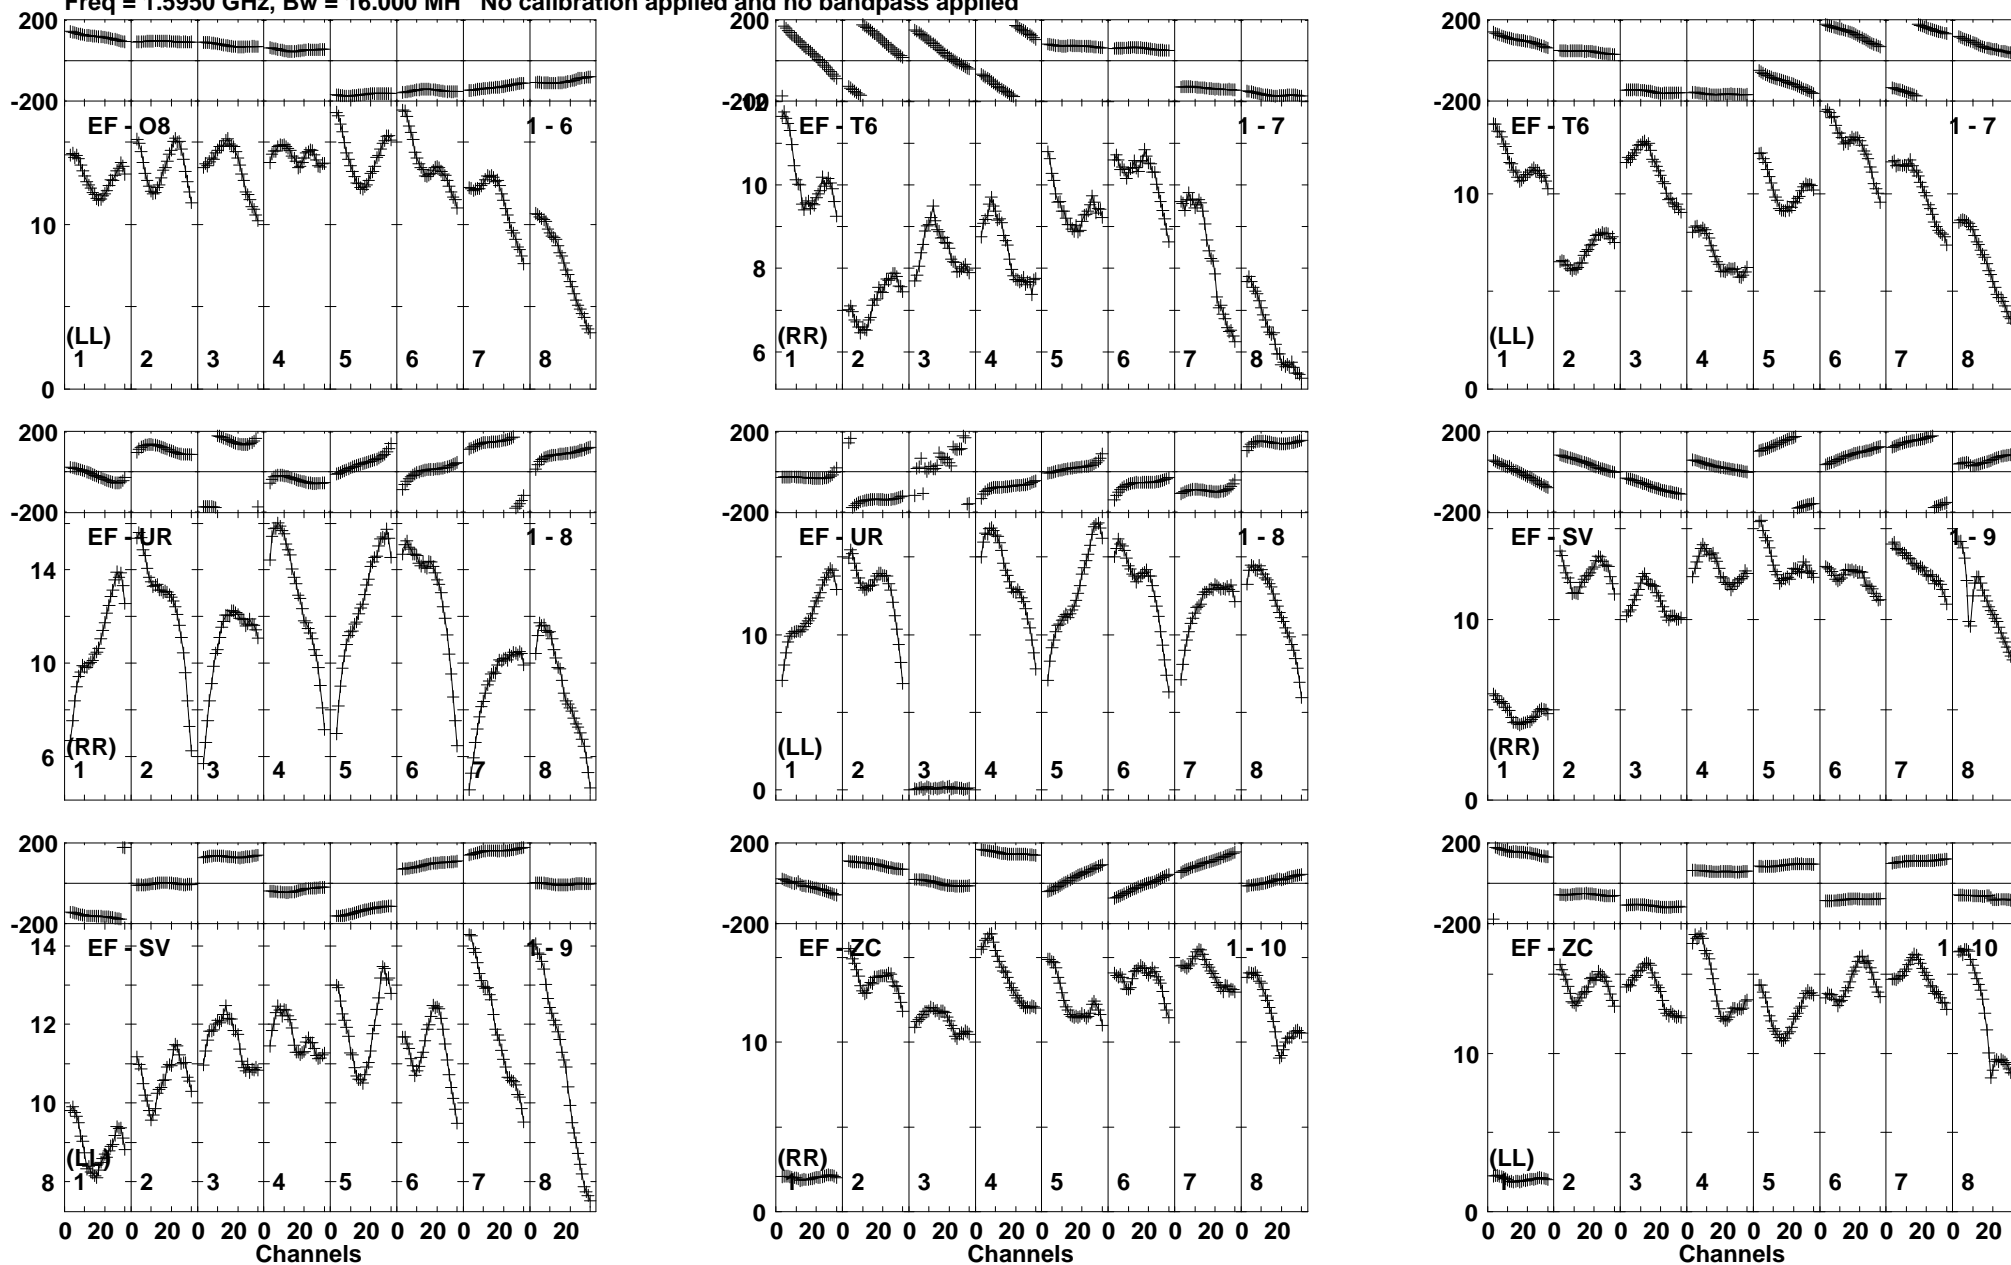 Freq = 1.5950 GHz, Bw = 16.000 MH No calibration applied and no bandpass applied
200
-200
EF - O8 1 - 6
10
(LL)
1 2 3 4 5 6 7 8
0
200
-200
12
EF - T6 1 - 7
10
8
(RR)
6
1 2 3 4 5 6 7 8
200
-200
EF - T6 1 - 7
10
(LL)
1 2 3 4 5 6 7 8
0
200
-200
EF - UR 1 - 8
14
10
(RR)
6
1 2 3 4 5 6 7 8
200
-200
EF - UR 1 - 8
10
(LL)
1 2 3 4 5 6 7 8
0
200
-200
EF - SV 1 - 9
10
(RR)
1 2 3 4 5 6 7 8
0
200
-200
14
EF - SV 1 - 9
12
10
(LL)
8
1 2 3 4 5 6 7 8
0 20 0 20 0 20 0 20 0 20 0 20 0 20 0 20
Channels
200
-200
EF - ZC 1 - 10
10
(RR)
1 2 3 4 5 6 7 8
0
0 20 0 20 0 20 0 20 0 20 0 20 0 20 0 20
Channels
200
-200
EF - ZC 1 - 10
10
(LL)
1 2 3 4 5 6 7 8
0
0 20 0 20 0 20 0 20 0 20 0 20 0 20 0 20
Channels